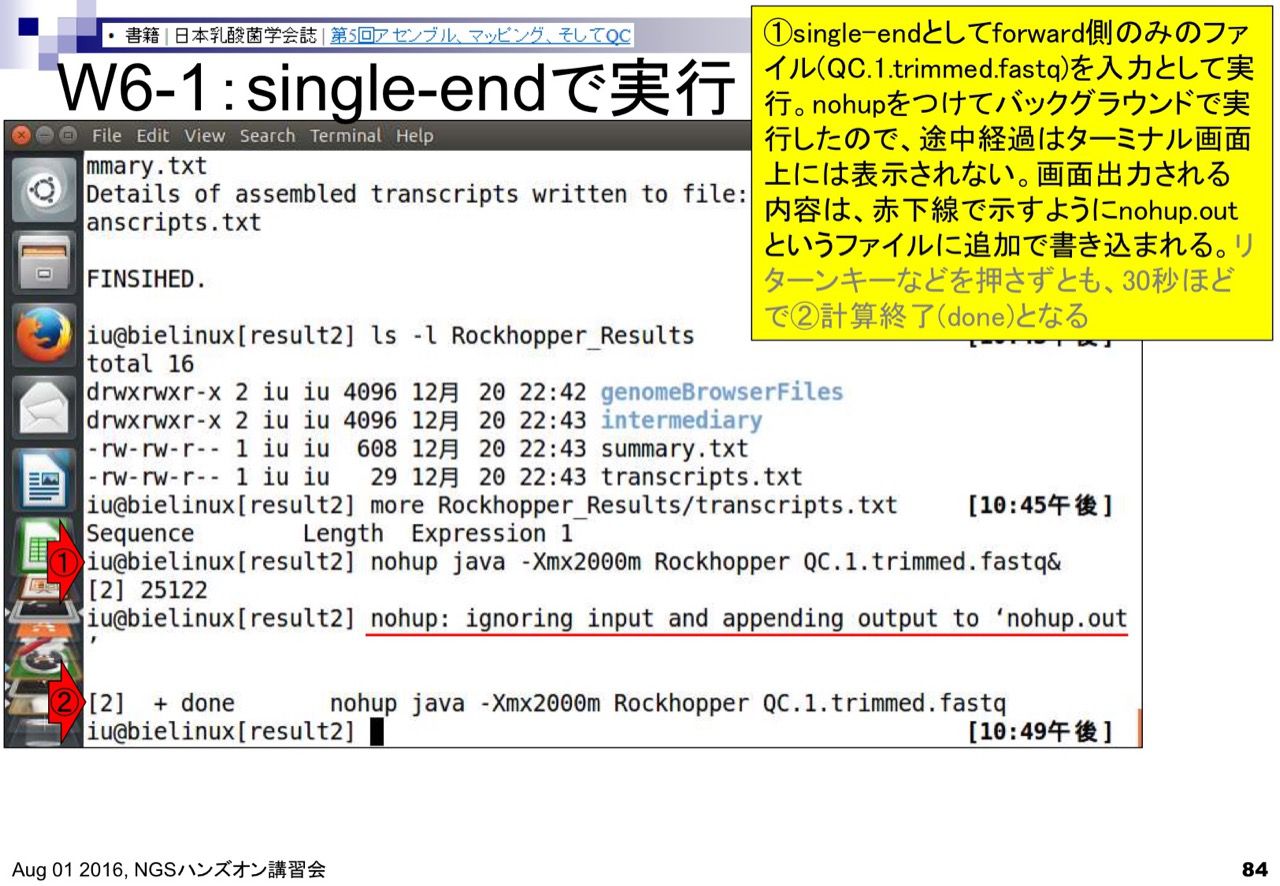 • 書籍 | 日本乳酸菌学会誌 | 第5回アセンブル、マッピング、そしてQC
W6-1：single-endで実行
①single-endとしてforward側のみのファ
イル(QC.1.trimmed.fastq)を入力として実
行。nohupをつけてバックグラウンドで実
行したので、途中経過はターミナル画面
上には表示されない。画面出力される
内容は、赤下線で示すようにnohup.out
というファイルに追加で書き込まれる。リ
ターンキーなどを押さずとも、30秒ほど
で②計算終了(done)となる
File Edit View Search Terminal Help
mmary.txt
Details of assembled transcripts written to file:
anscripts.txt
FINSIHED.
iu@bielinux[result2] ls -l Rockhopper_Results
total 16
drwxrwxr-x 2 iu iu 4096 12月 20 22:42 genomeBrowserFiles
drwxrwxr-x 2 iu iu 4096 12月 20 22:43 intermediary
-rw-rw-r-- 1 iu iu 608 12月 20 22:43 summary.txt
-rw-rw-r-- 1 iu iu 29 12月 20 22:43 transcripts.txt
iu@bielinux[result2] more Rockhopper_Results/transcripts.txt [10:45午後]
Sequence Length Expression 1
① iu@bielinux[result2] nohup java -Xmx2000m Rockhopper QC.1.trimmed.fastq&
[2] 25122
iu@bielinux[result2] nohup: ignoring input and appending output to ‘nohup.out
’
② [2] + done nohup java -Xmx2000m Rockhopper QC.1.trimmed.fastq
iu@bielinux[result2] [10:49午後]
Aug 01 2016, NGSハンズオン講習会
84